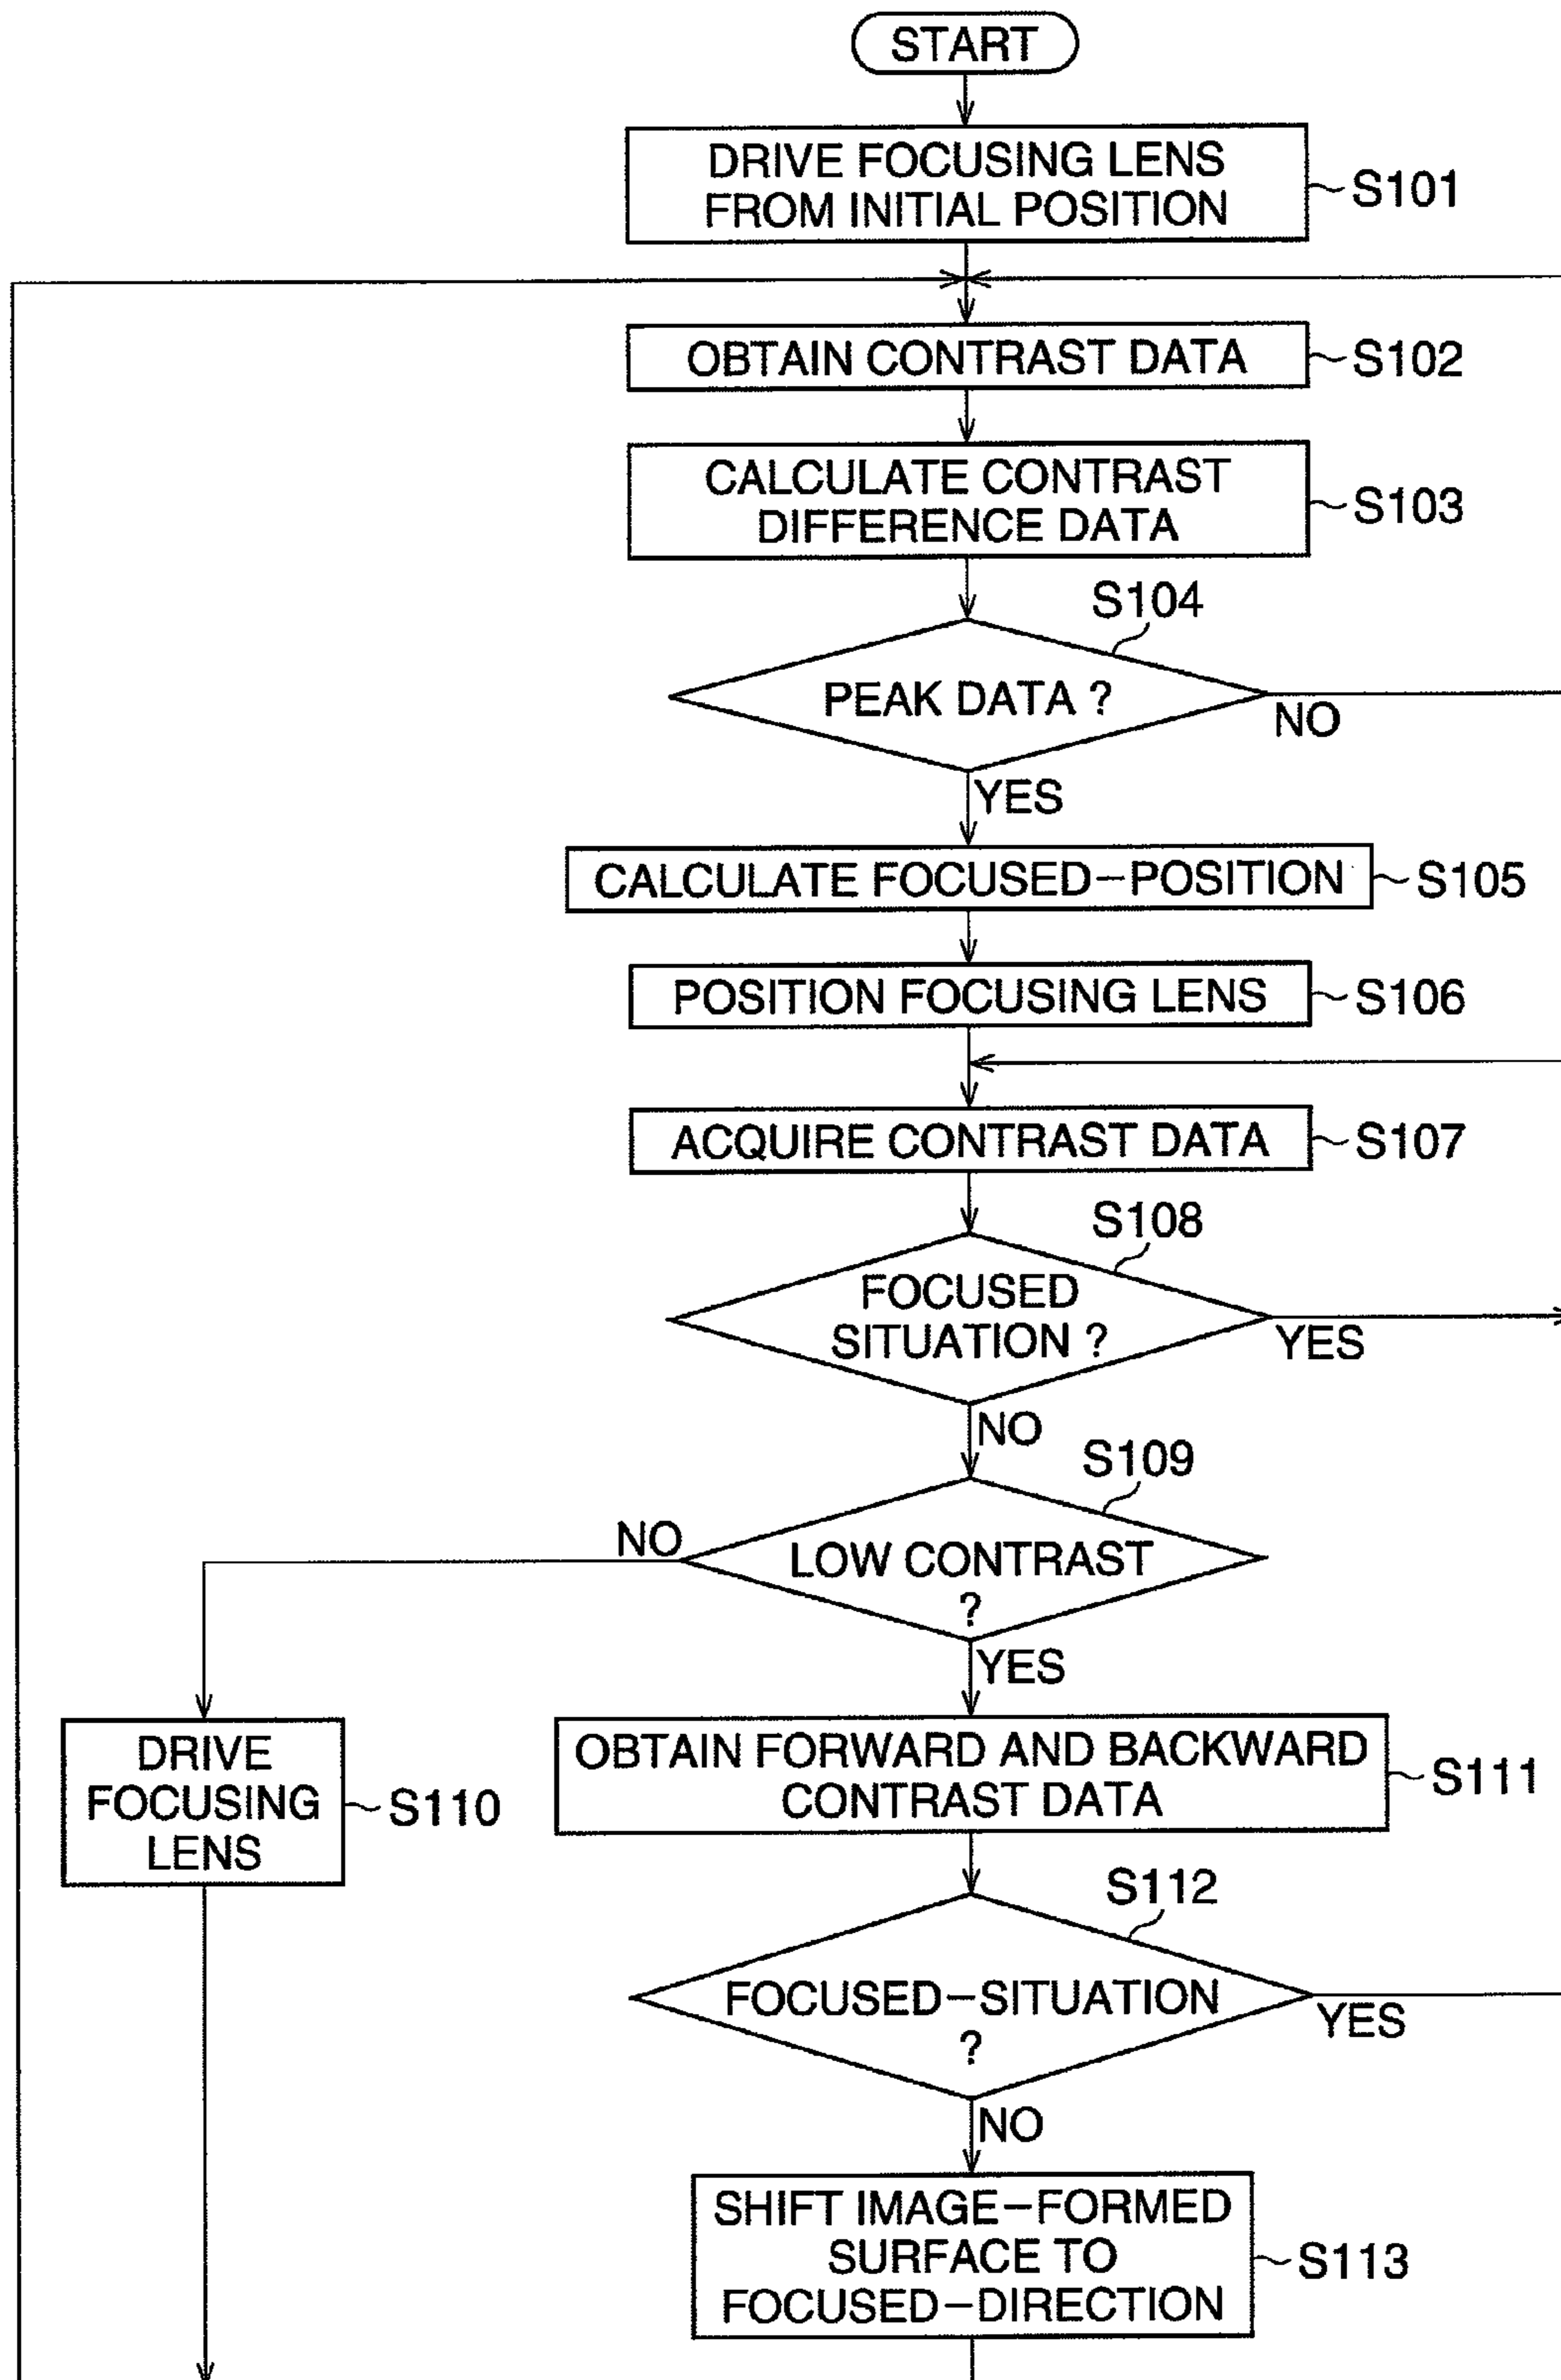 START
DRIVE FOCUSING LENS
FROM INITIAL POSITION
S101
OBTAIN CONTRAST DATA
S102
CALCULATE CONTRAST
DIFFERENCE DATA
S103
S104
PEAK DATA ?
NO
YES
CALCULATE FOCUSED-POSITION
S105
POSITION FOCUSING LENS
S106
ACQUIRE CONTRAST DATA
S107
S108
FOCUSED
SITUATION ?
YES
NO
S109
NO
LOW CONTRAST
?
YES
DRIVE
FOCUSING
LENS
S110
OBTAIN FORWARD AND BACKWARD
CONTRAST DATA
S111
S112
FOCUSED-SITUATION
?
YES
NO
SHIFT IMAGE-FORMED
SURFACE TO
FOCUSED-DIRECTION
S113